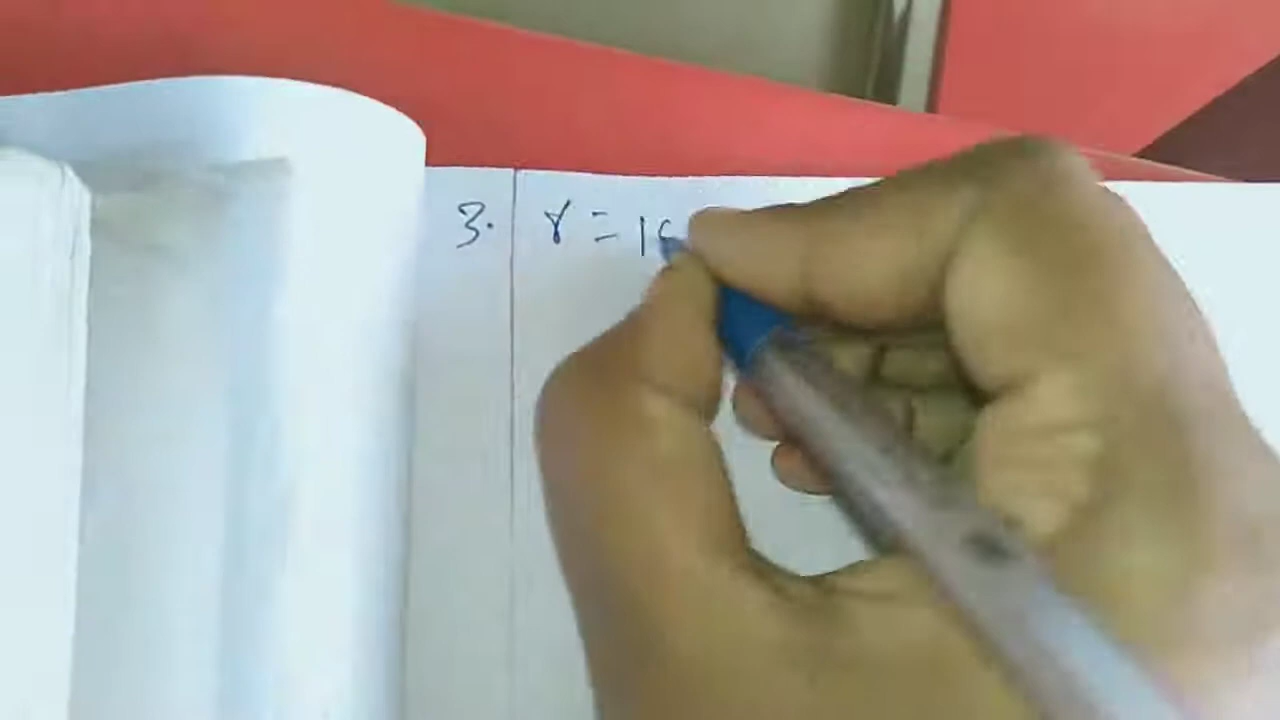 3. r = 1